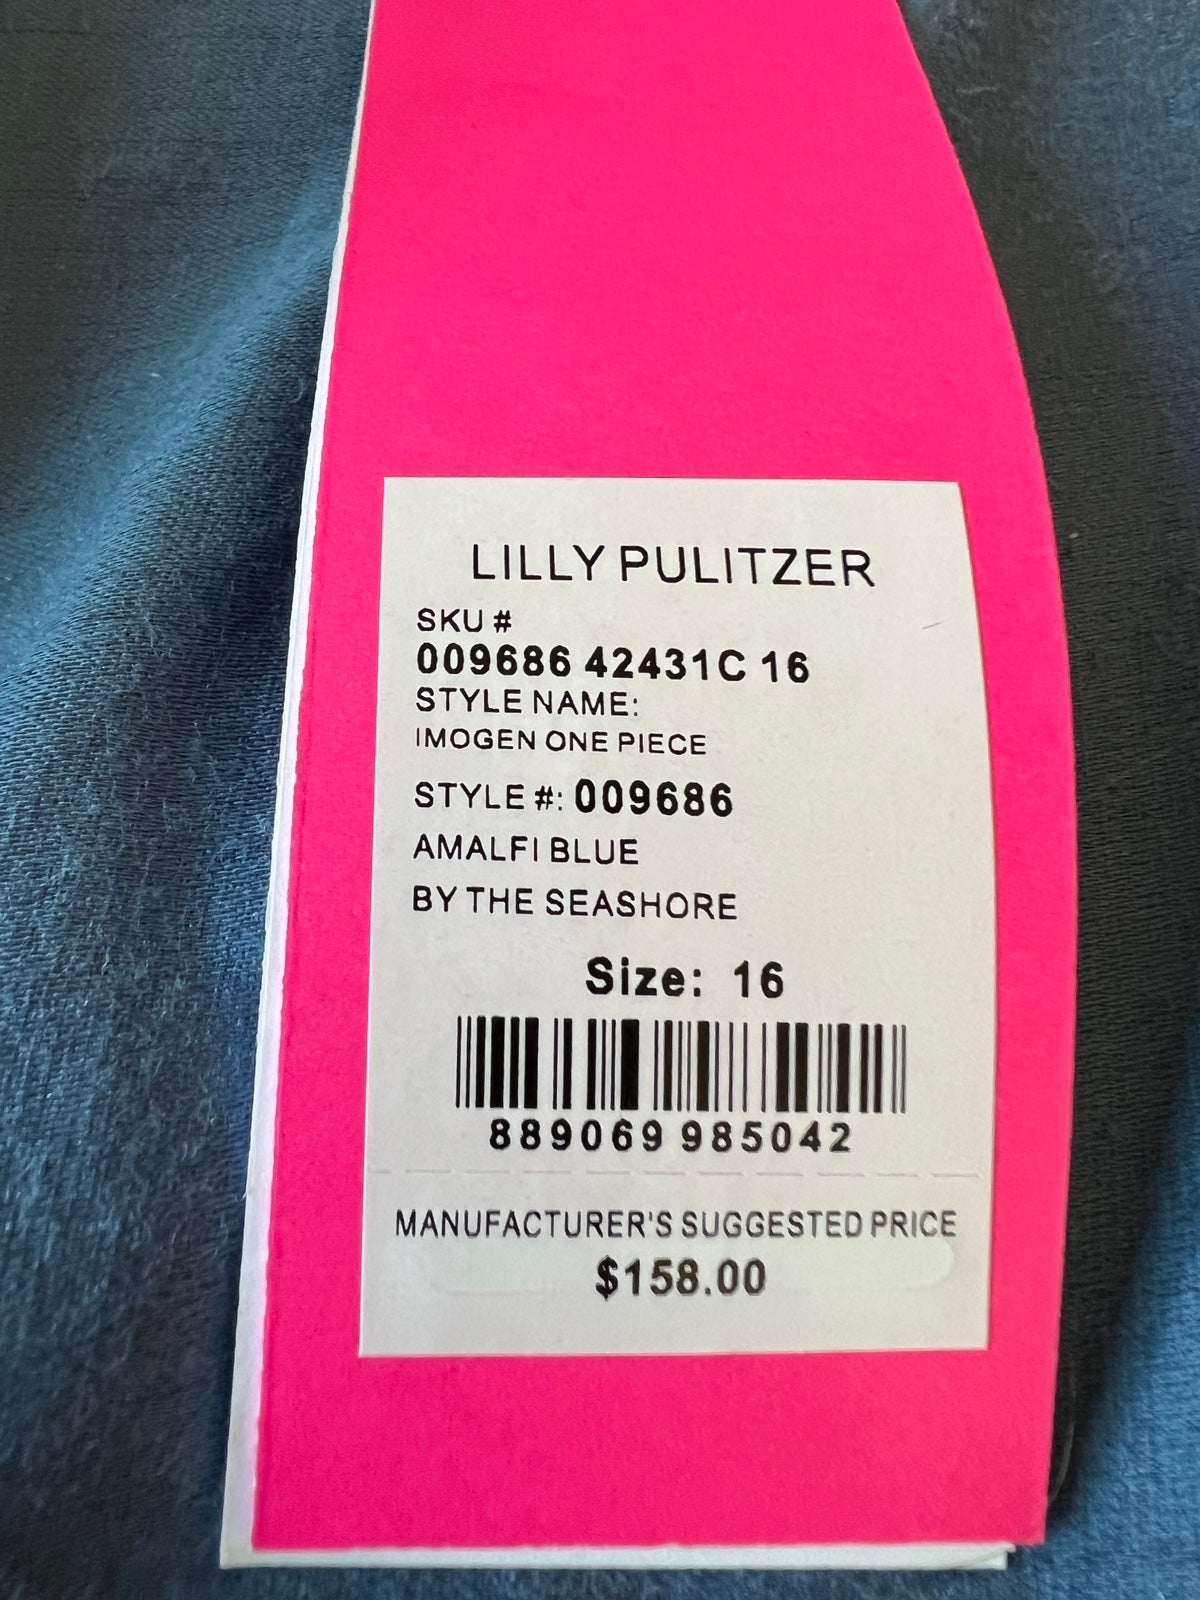 LILLY PULITZER
SKU #
009686 42431C 16
STYLE NAME:
IMOGEN ONE PIECE
STYLE #: 009686
AMALFI BLUE
BY THE SEASHORE
Size: 16
889069 985042
MANUFACTURER'S SUGGESTED PRICE
$158.00